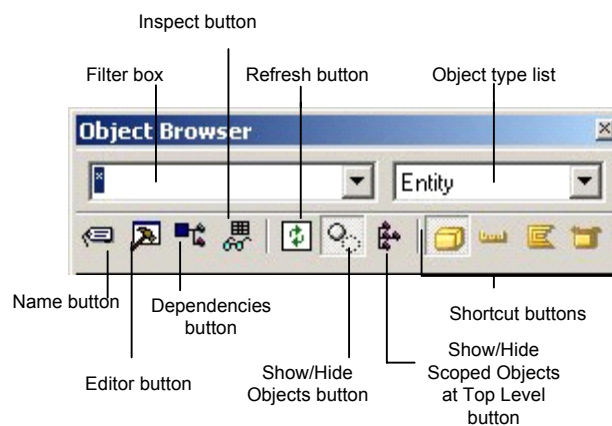 Inspect button
Filter box
Refresh button
Object type list
Object Browser
*
Entity
Name button
Dependencies
button
Shortcut buttons
Editor button
Show/Hide
Objects button
Show/Hide
Scoped Objects
at Top Level
button